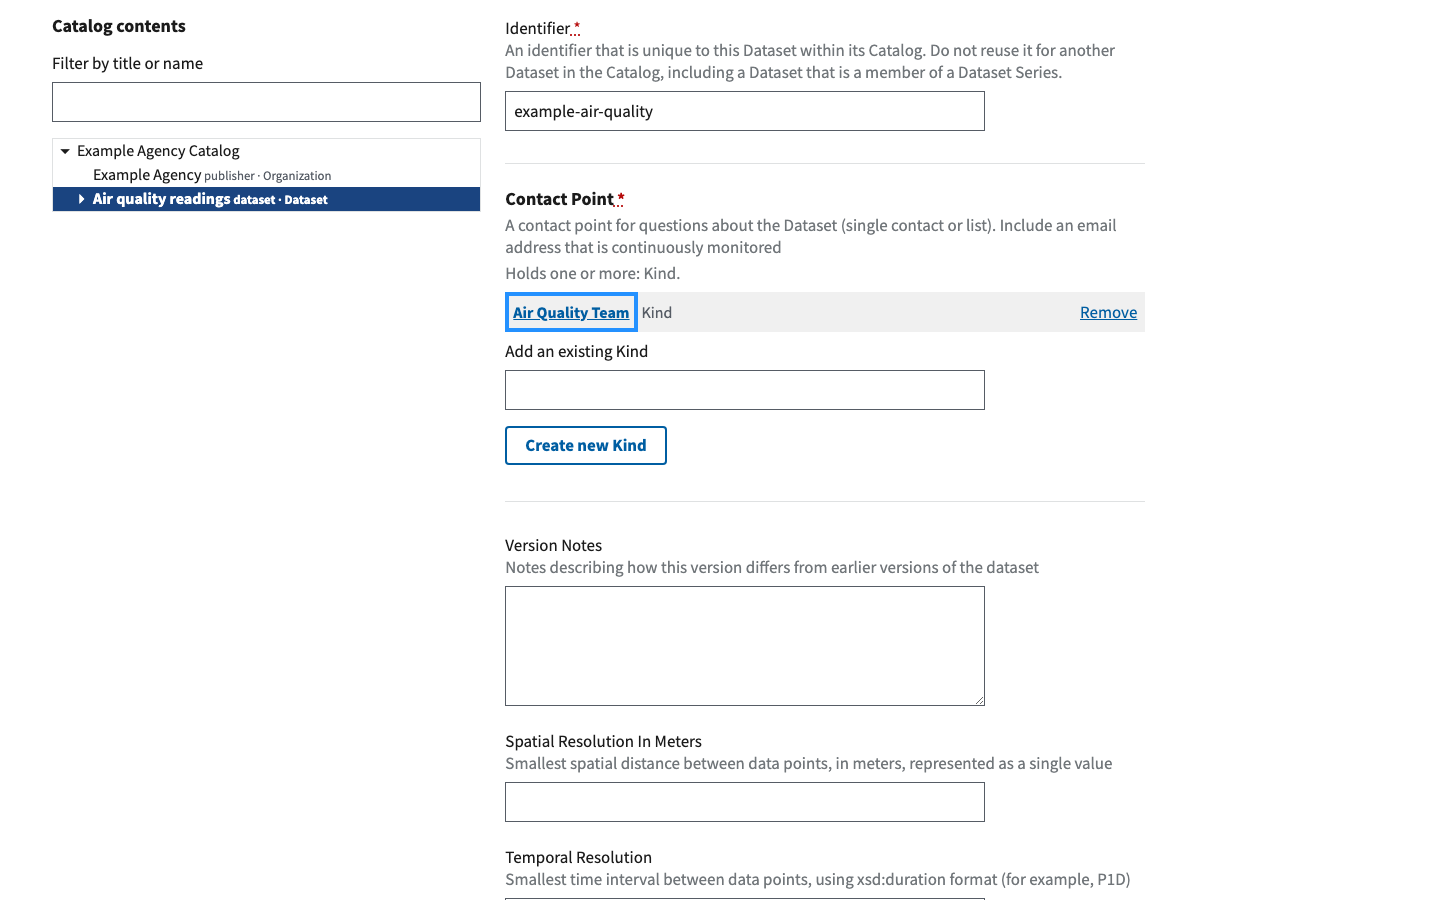 Catalog contents
Filter by title or name
Example Agency Catalog
Example Agency publisher · Organization
Air quality readings dataset · Dataset
Identifier *
An identifier that is unique to this Dataset within its Catalog. Do not reuse it for another
Dataset in the Catalog, including a Dataset that is a member of a Dataset Series.
example-air-quality
Contact Point *
A contact point for questions about the Dataset (single contact or list). Include an email
address that is continuously monitored
Holds one or more: Kind.
Air Quality Team Kind Remove
Add an existing Kind
Create new Kind
Version Notes
Notes describing how this version differs from earlier versions of the dataset
Spatial Resolution In Meters
Smallest spatial distance between data points, in meters, represented as a single value
Temporal Resolution
Smallest time interval between data points, using xsd:duration format (for example, P1D)